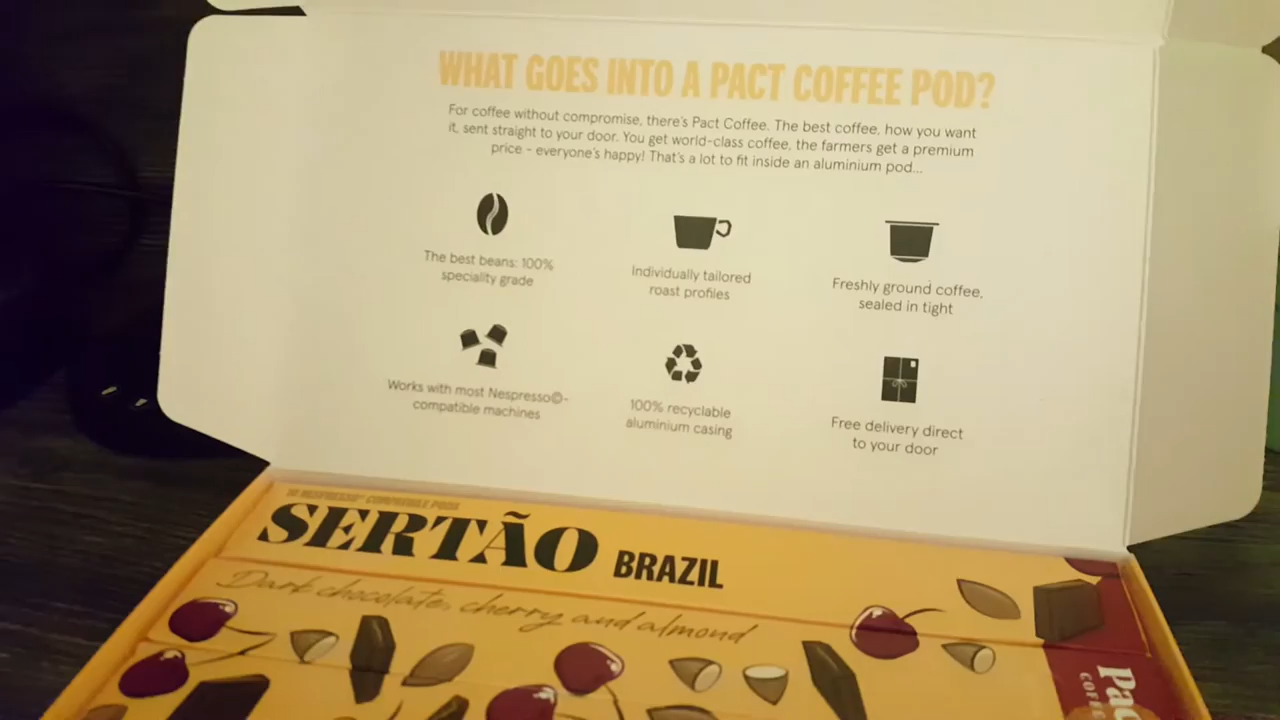 WHAT GOES INTO A PACT COFFEE POD?
For coffee without compromise, there's Pact Coffee. The best coffee, how you want
it, sent straight to your door. You get world-class coffee, the farmers get a premium
price - everyone's happy! That's a lot to fit inside an aluminium pod...
The best beans: 100%
speciality grade
Individually tailored
roast profiles
Freshly ground coffee,
sealed in tight
Works with most Nespresso©-
compatible machines
100% recyclable
aluminium casing
Free delivery direct
to your door
NESPRESSO COMPATIBLE PODS
SERTÃO BRAZIL
Dark chocolate, cherry and almond